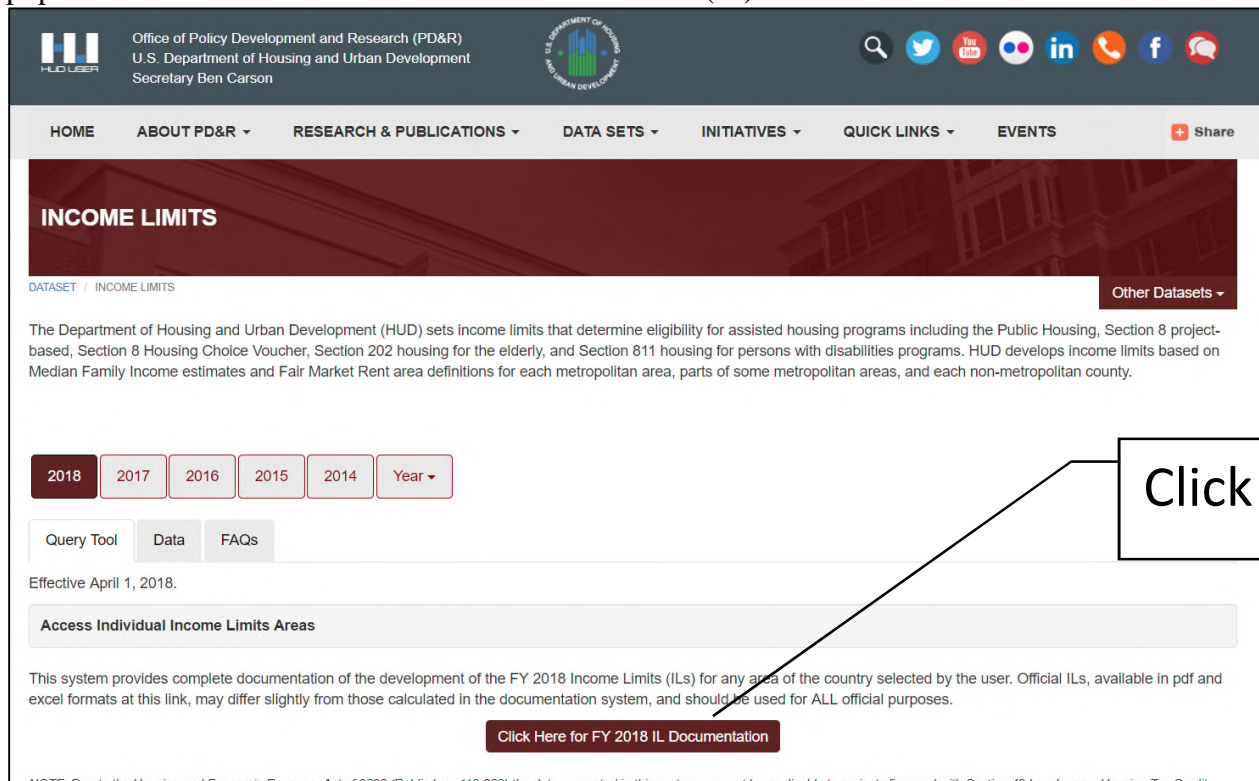 HUD USER
Office of Policy Development and Research (PD&R)
U.S. Department of Housing and Urban Development
Secretary Ben Carson
U.S. DEPARTMENT OF HOUSING AND URBAN DEVELOPMENT
You Tube
in
f
HOME ABOUT PD&R RESEARCH & PUBLICATIONS DATA SETS INITIATIVES QUICK LINKS EVENTS Share
INCOME LIMITS
DATASET / INCOME LIMITS
Other Datasets
The Department of Housing and Urban Development (HUD) sets income limits that determine eligibility for assisted housing programs including the Public Housing, Section 8 project-
based, Section 8 Housing Choice Voucher, Section 202 housing for the elderly, and Section 811 housing for persons with disabilities programs. HUD develops income limits based on
Median Family Income estimates and Fair Market Rent area definitions for each metropolitan area, parts of some metropolitan areas, and each non-metropolitan county.
Click
2018 2017 2016 2015 2014 Year
Query Tool Data FAQs
Effective April 1, 2018.
Access Individual Income Limits Areas
This system provides complete documentation of the development of the FY 2018 Income Limits (ILs) for any area of the country selected by the user. Official ILs, available in pdf and
excel formats at this link, may differ slightly from those calculated in the documentation system, and should be used for ALL official purposes.
Click Here for FY 2018 IL Documentation